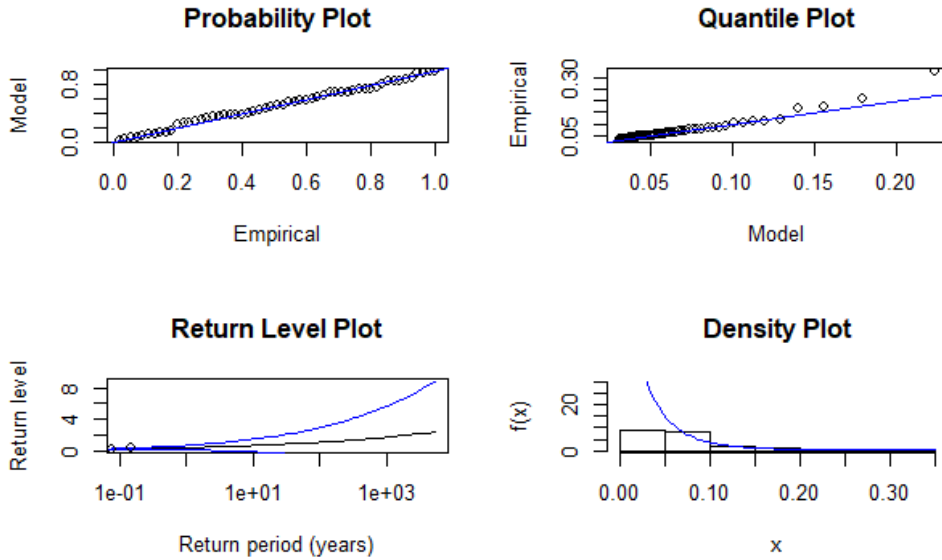 Probability Plot
Model
0.0 0.8
0.0 0.2 0.4 0.6 0.8 1.0
Empirical
Quantile Plot
Empirical
0.05 0.30
0.05 0.10 0.15 0.20
Model
Return Level Plot
Return level
0 4 8
1e-01 1e+01 1e+03
Return period (years)
Density Plot
f(x)
0 20
0.00 0.10 0.20 0.30
x